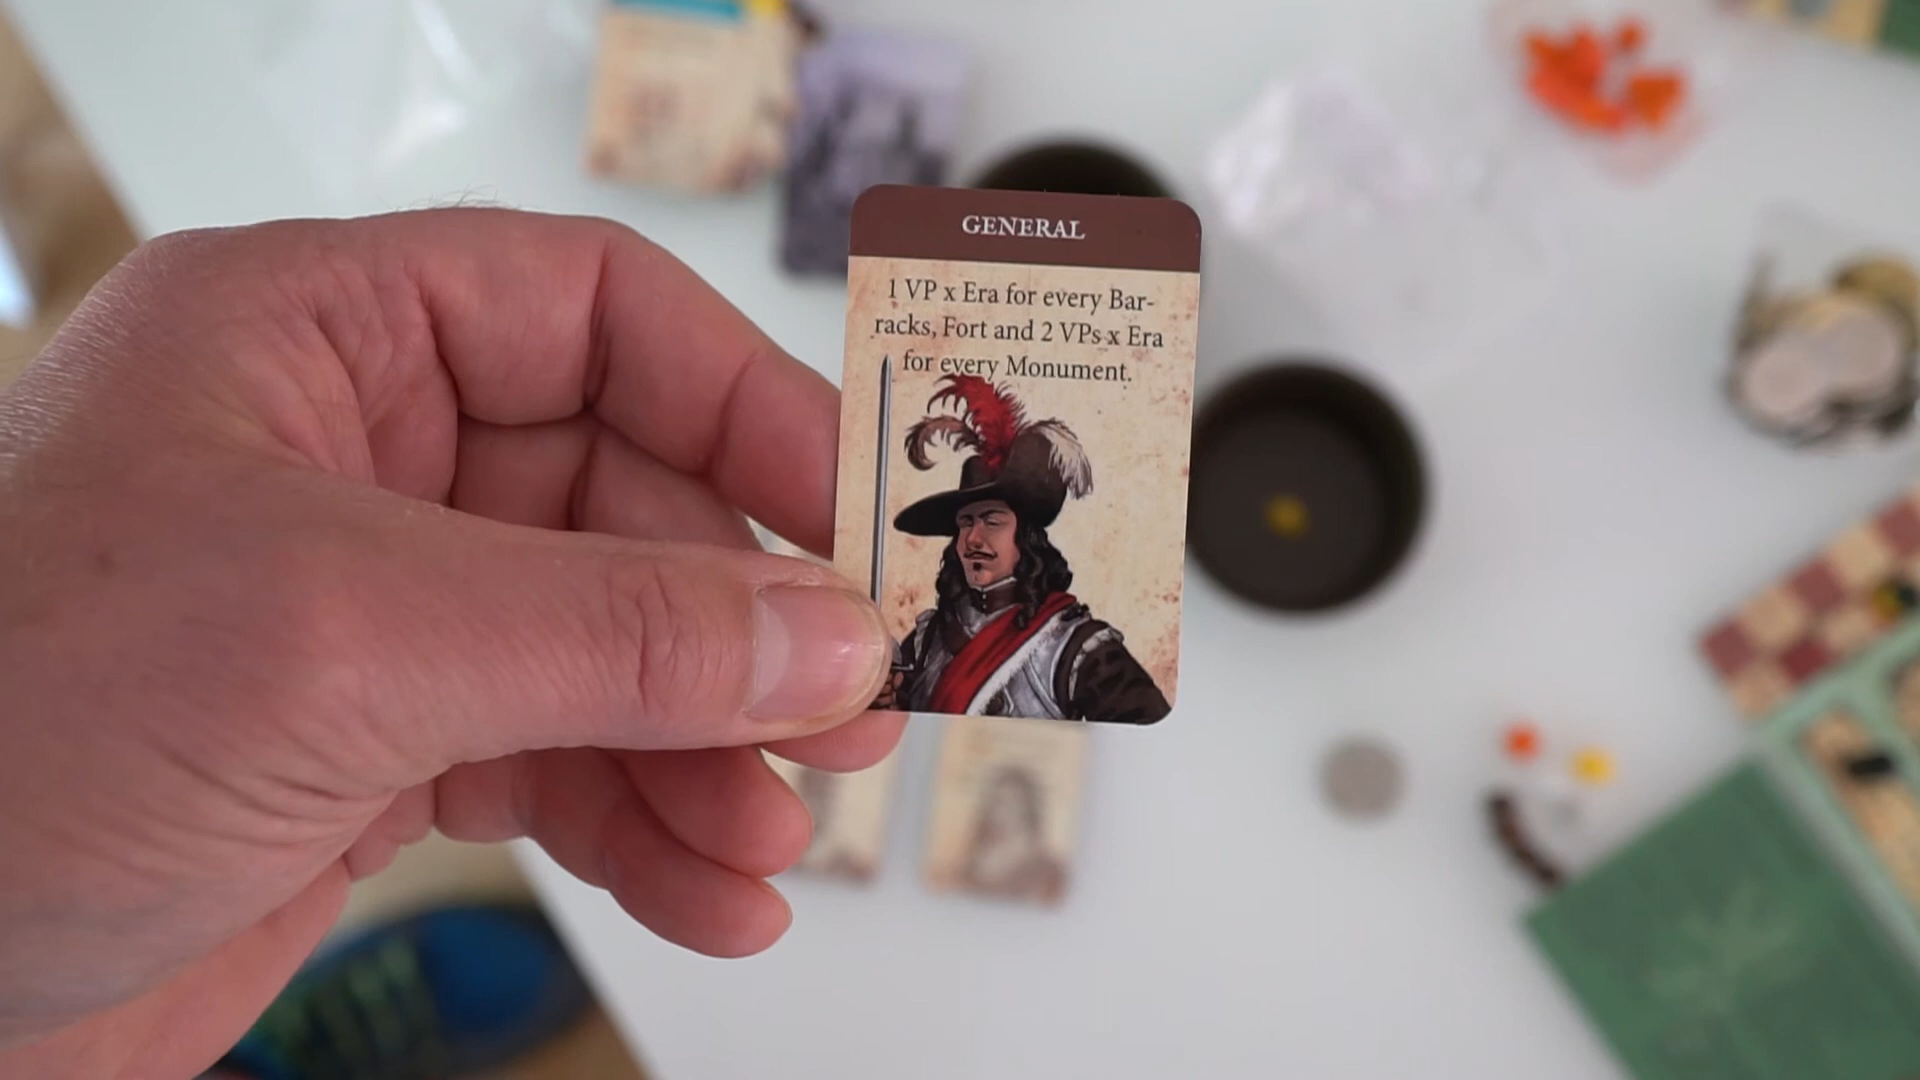 GENERAL
1 VP x Era for every Bar-
racks, Fort and 2 VPs x Era
for every Monument.